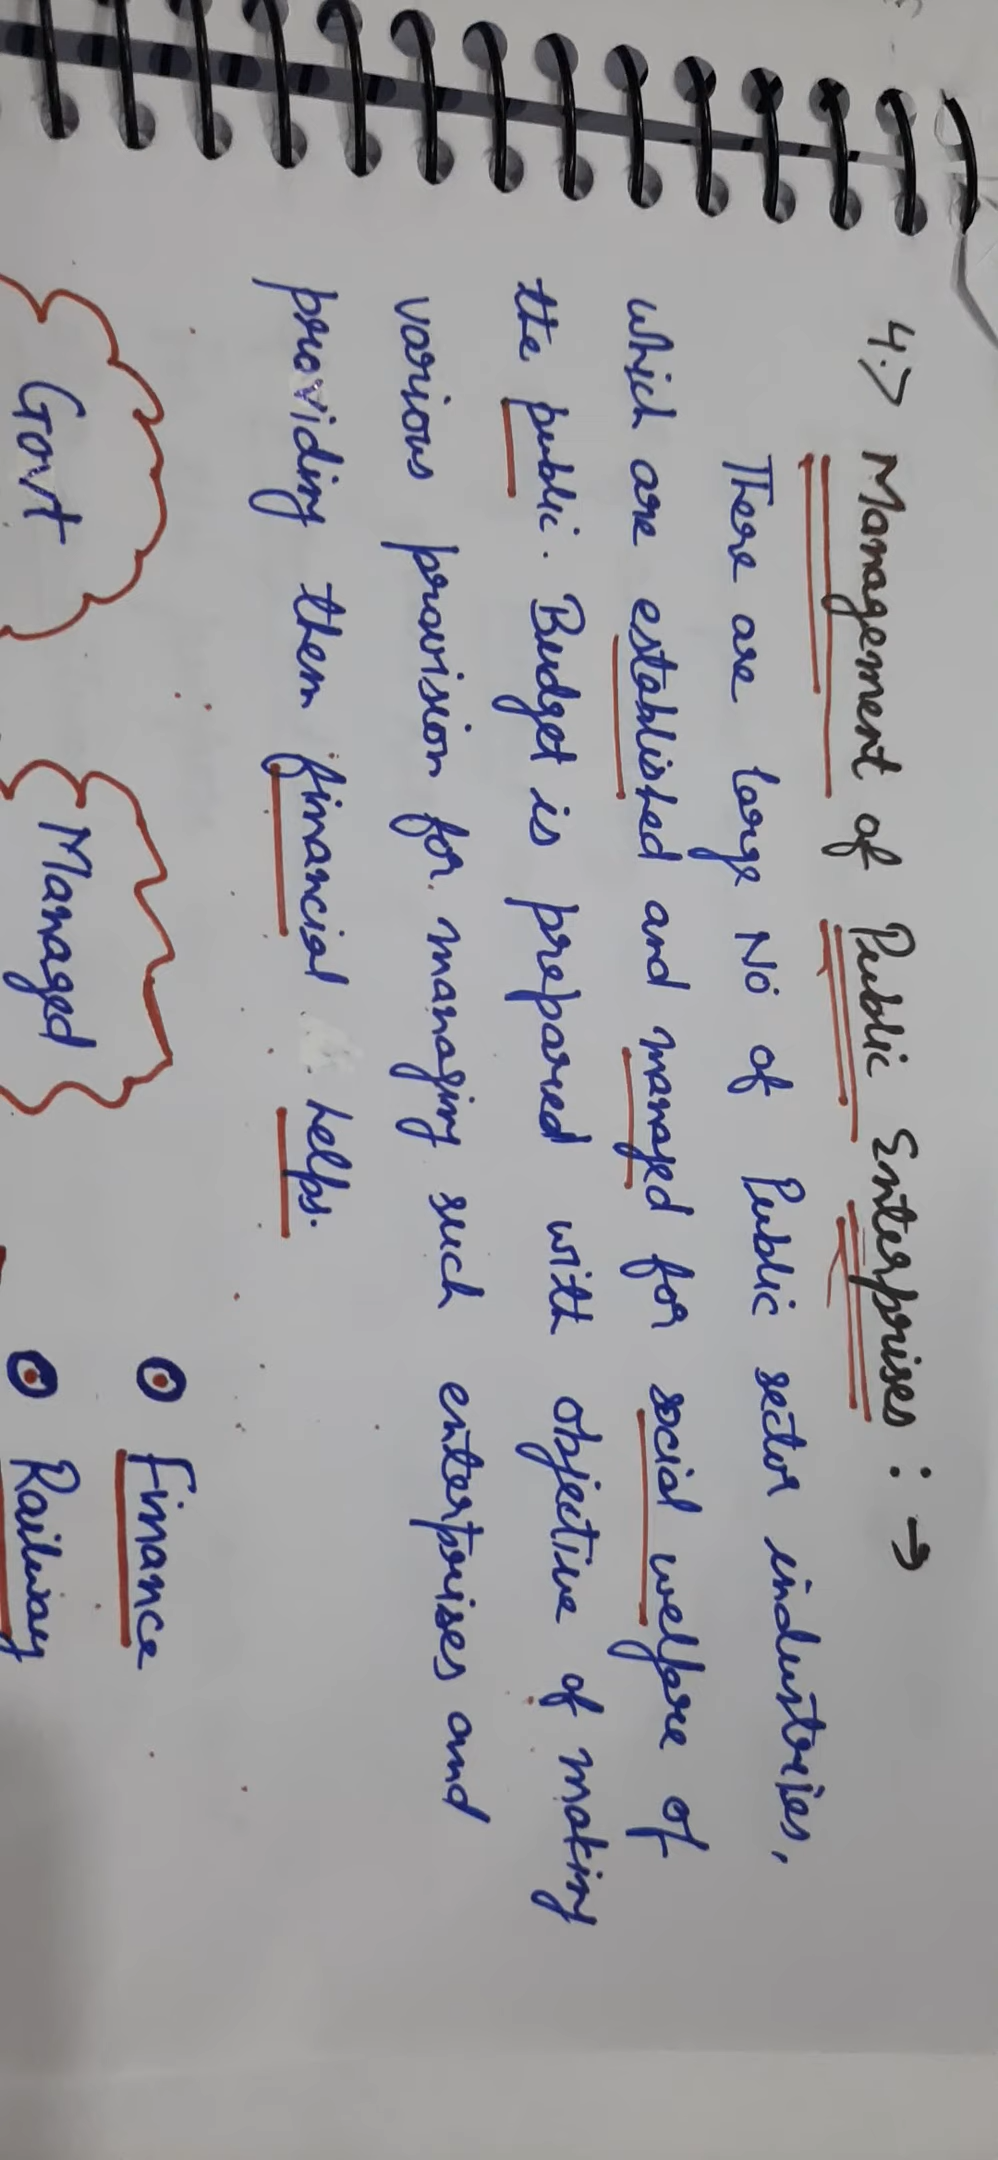 4.> Management of Public Enterprises : →
There are large No of Public sector industries,
which are established and managed for social welfare of
the public. Budget is prepared with objective of making
various provision for managing such enterprises and
providing them financial helps.
Finance
Govt Managed Railway